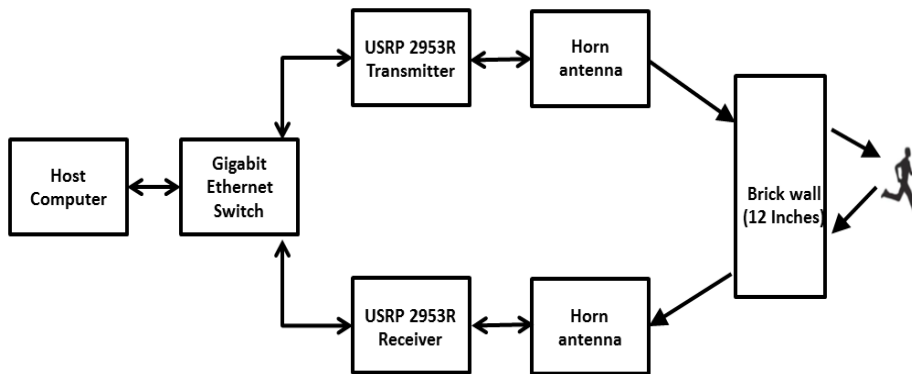 Host
Computer
Gigabit
Ethernet
Switch
USRP 2953R
Transmitter
Horn
antenna
Brick wall
(12 Inches)
USRP 2953R
Receiver
Horn
antenna